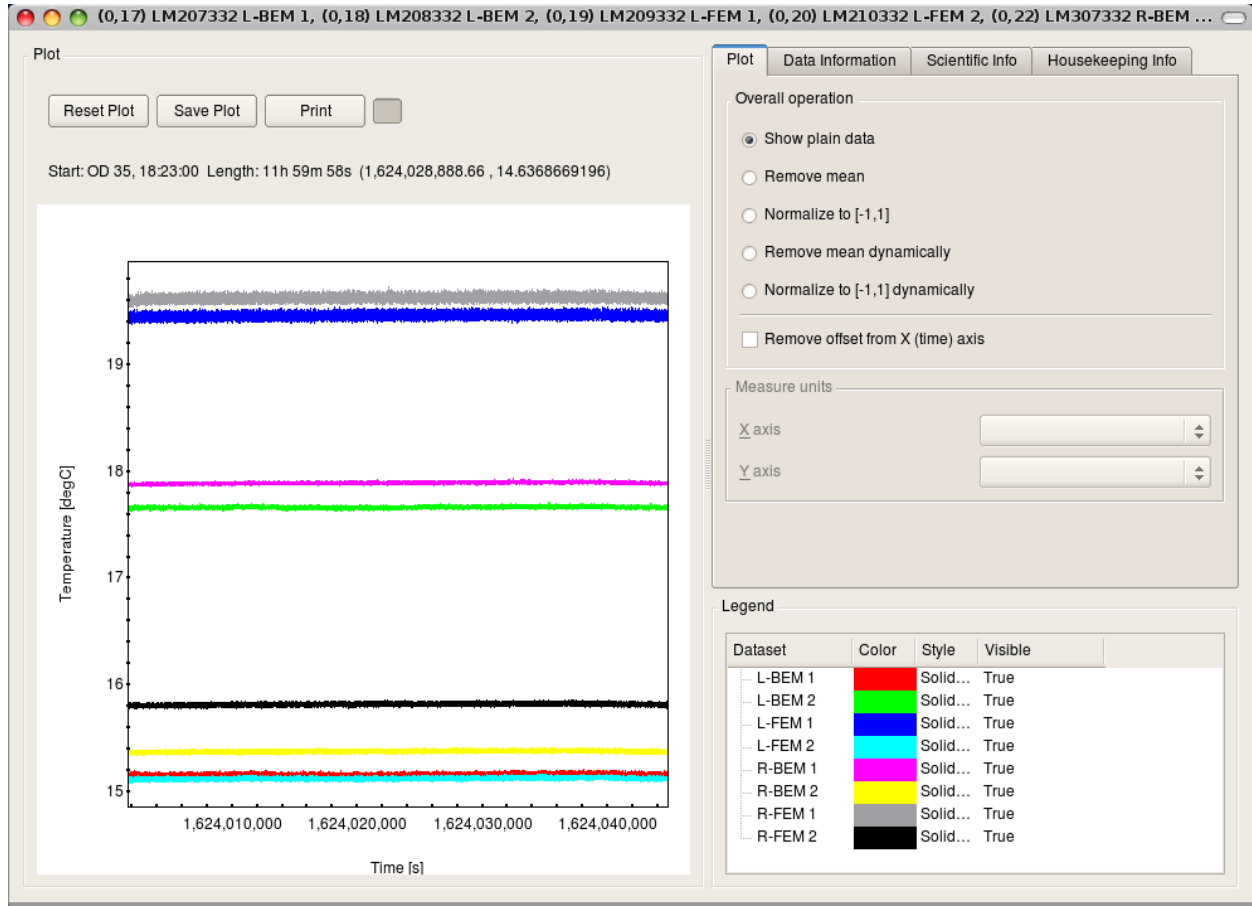 (0,17) LM207332 L-BEM 1, (0,18) LM208332 L-BEM 2, (0,19) LM209332 L-FEM 1, (0,20) LM210332 L-FEM 2, (0,22) LM307332 R-BEM ...
Plot
Reset Plot Save Plot Print
Start: OD 35, 18:23:00 Length: 11h 59m 58s (1,624,028,888.66 , 14.6368669196)
Temperature [degC]
19
18
17
16
15
1,624,010,000 1,624,020,000 1,624,030,000 1,624,040,000
Time [s]
Plot Data Information Scientific Info Housekeeping Info
Overall operation
Show plain data
Remove mean
Normalize to [-1,1]
Remove mean dynamically
Normalize to [-1,1] dynamically
Remove offset from X (time) axis
Measure units
X axis
Y axis
Legend
Dataset Color Style Visible
L-BEM 1 Solid... True
L-BEM 2 Solid... True
L-FEM 1 Solid... True
L-FEM 2 Solid... True
R-BEM 1 Solid... True
R-BEM 2 Solid... True
R-FEM 1 Solid... True
R-FEM 2 Solid... True